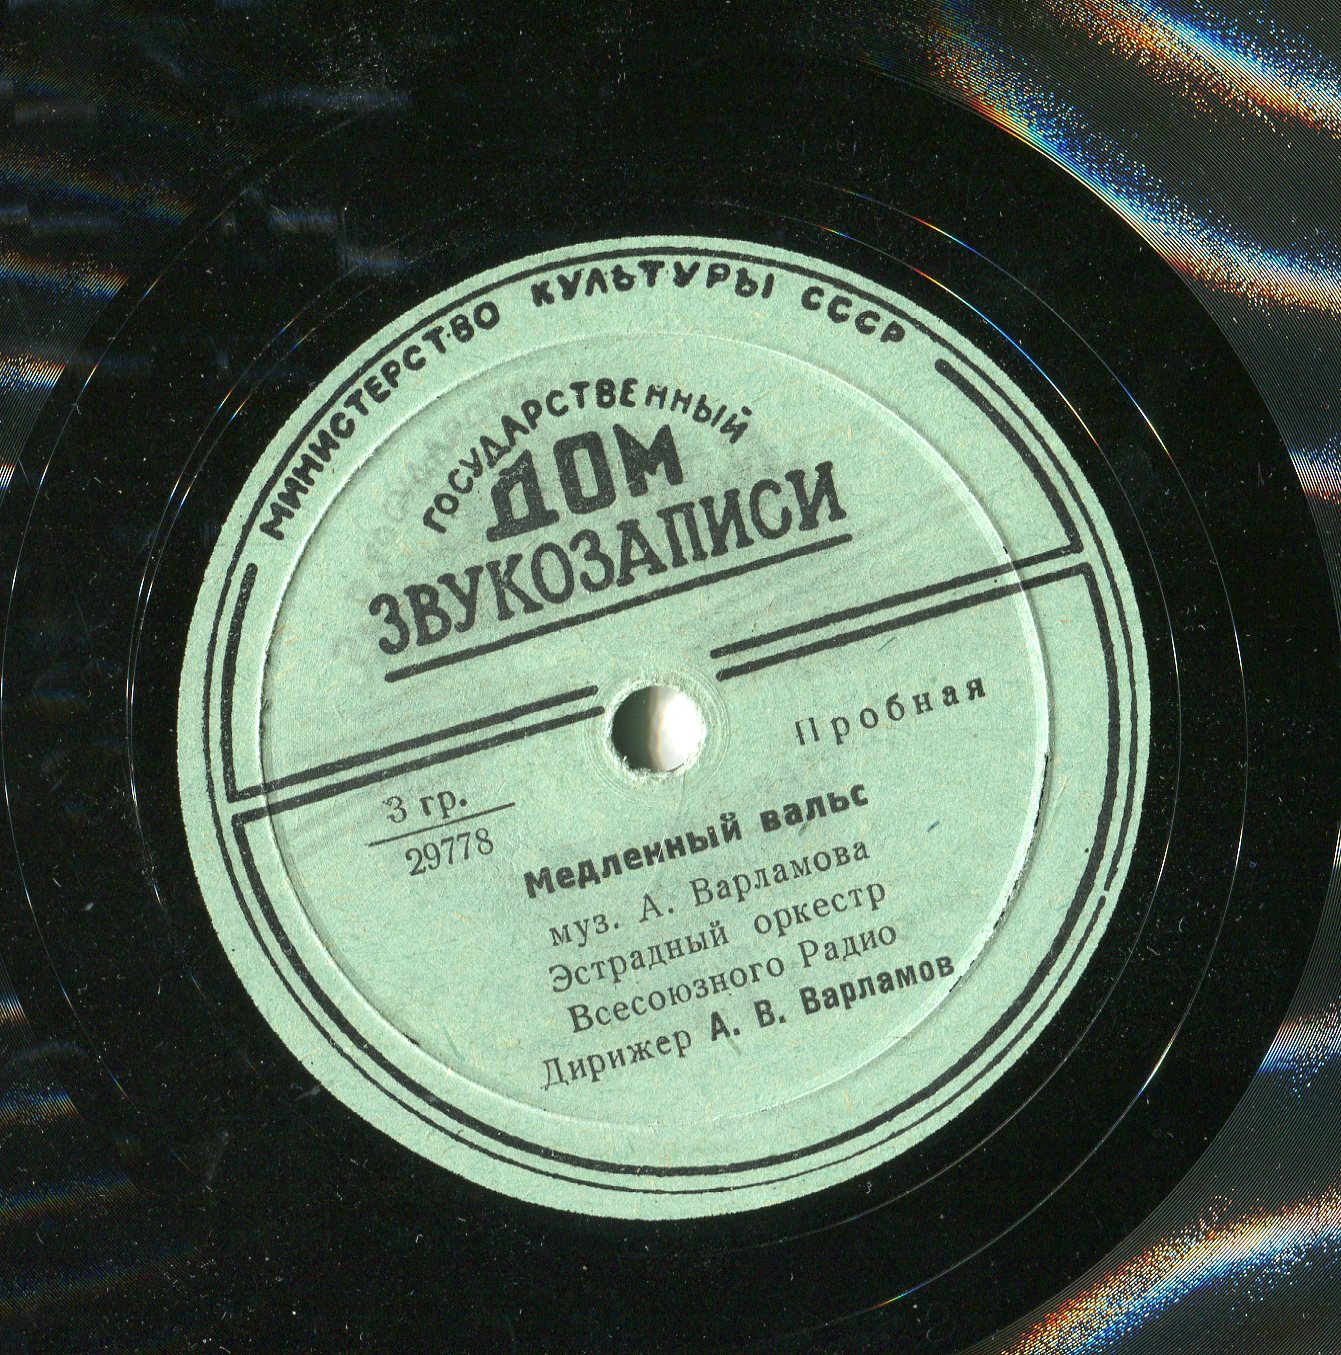 МИНИСТЕРСТВО КУЛЬТУРЫ СССР
ГОСУДАРСТВЕННЫЙ
ДОМ
ЗВУКОЗАПИСИ
Пробная
3 гр.
29778
Медленный вальс
муз. А. Варламова
Эстрадный оркестр
Всесоюзного Радио
Дирижер А. В. Варламов